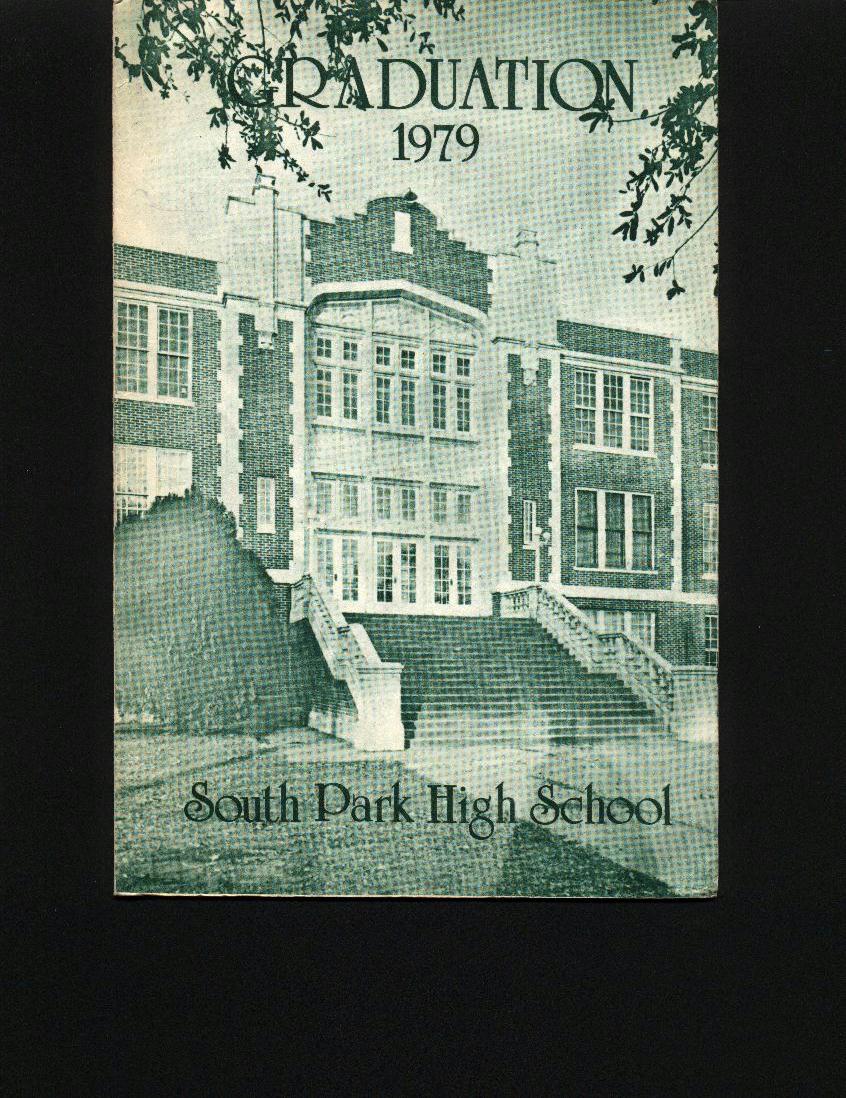 GRADUATION
1979
South Park High School